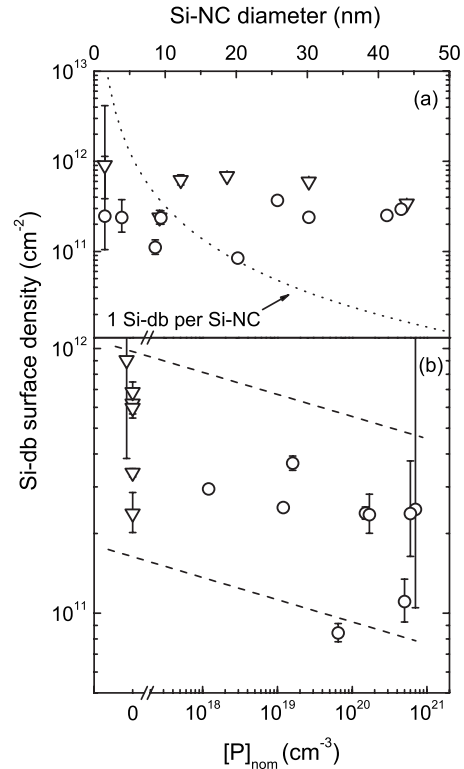 Si-NC diameter (nm)
0 10 20 30 40 50
10^13
(a)
10^12
10^11
1 Si-db per Si-NC
Si-db surface density (cm^-2)
10^12
(b)
10^11
0 10^18 10^19 10^20 10^21
[P]_nom (cm^-3)